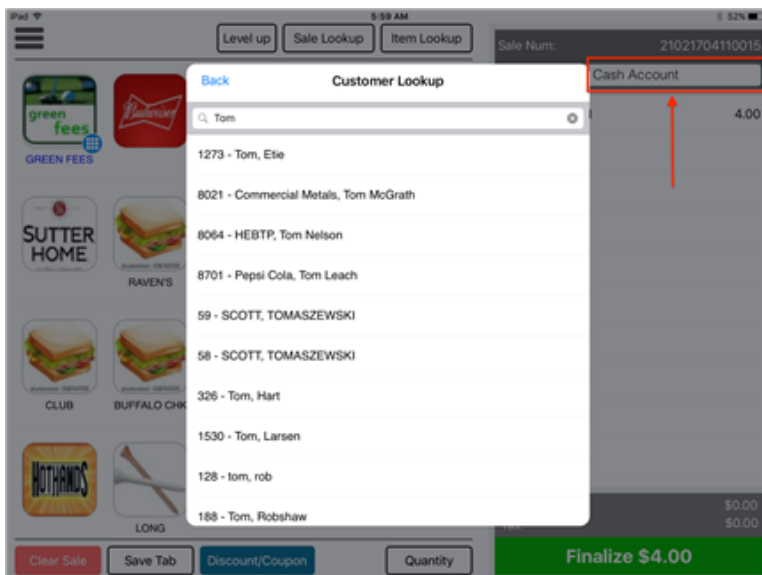 iPad
5:59 AM
52%
Level up
Sale Lookup
Item Lookup
Sale Num:
21021704110015
Cash Account
4.00
Back
Customer Lookup
Tom
1273 - Tom, Etie
8021 - Commercial Metals, Tom McGrath
8064 - HEBTP, Tom Nelson
8701 - Pepsi Cola, Tom Leach
59 - SCOTT, TOMASZEWSKI
58 - SCOTT, TOMASZEWSKI
326 - Tom, Hart
1530 - Tom, Larsen
128 - tom, rob
188 - Tom, Robshaw
green
fees
GREEN FEES
Budweiser
SUTTER
HOME
RAVEN'S
CLUB
BUFFALO CHK
HOTHANDS
LONG
$0.00
$0.00
Clear Sale
Save Tab
Discount/Coupon
Quantity
Finalize $4.00